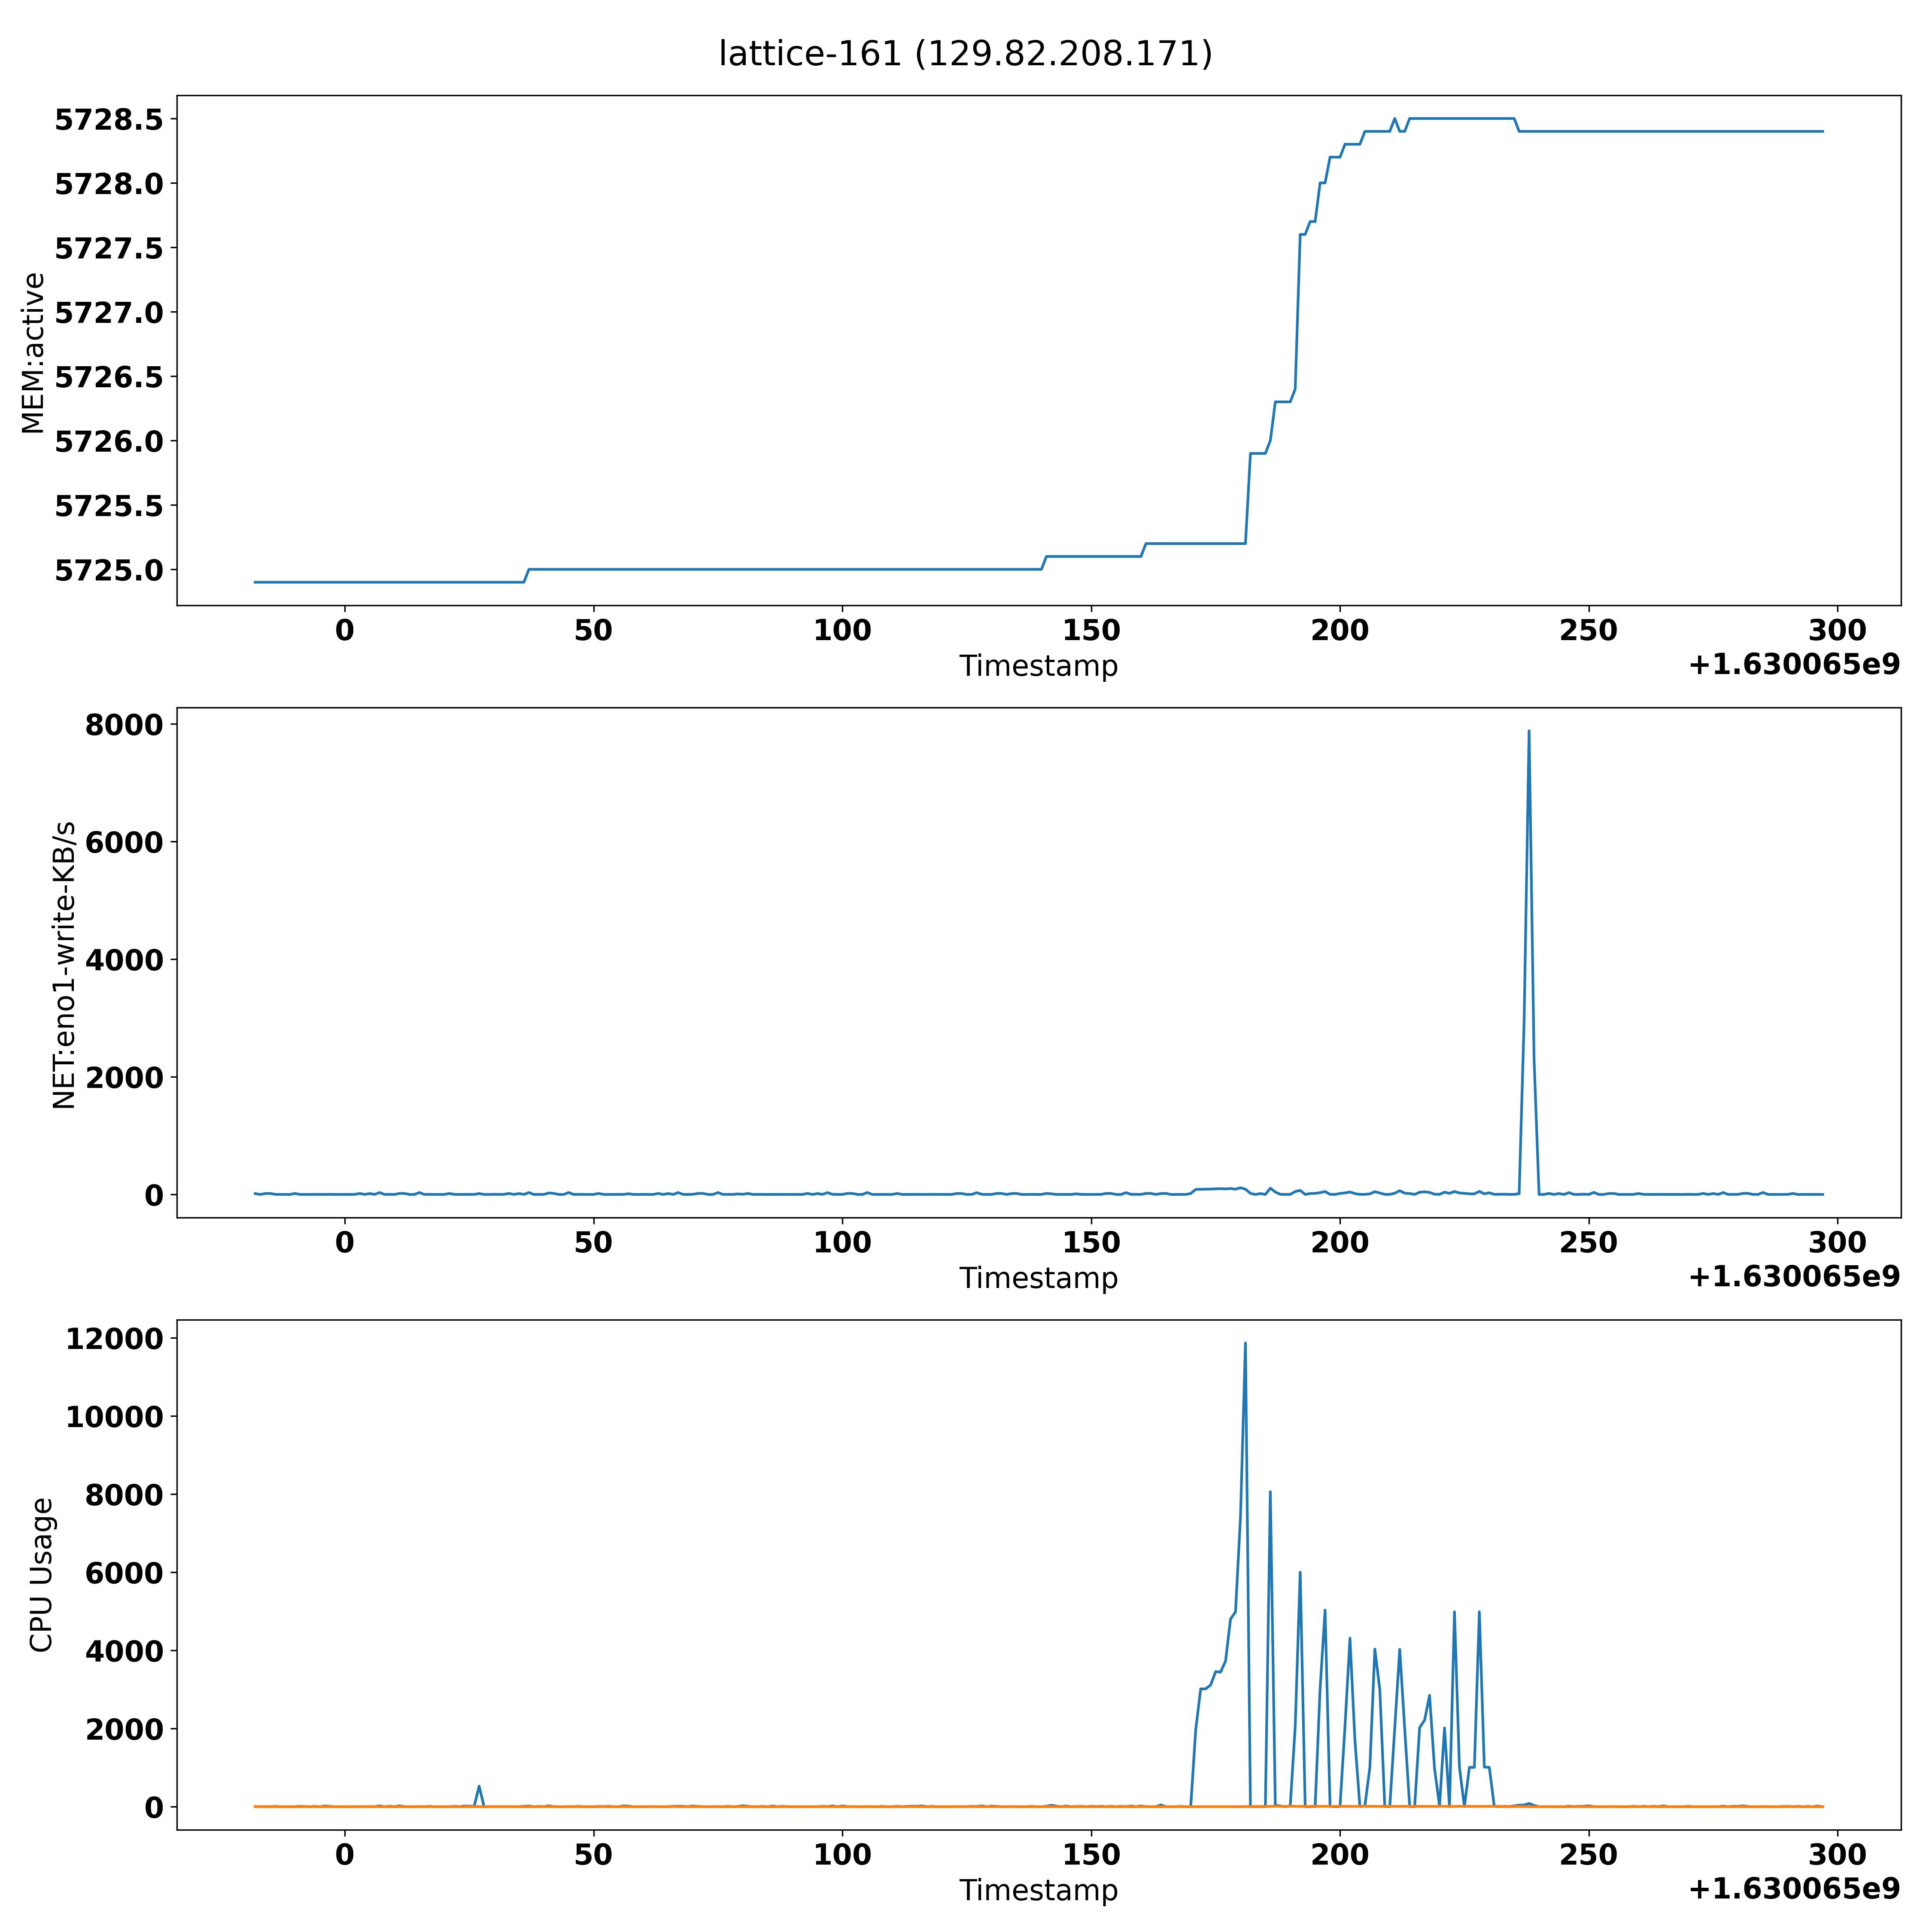 lattice-161 (129.82.208.171)
MEM:active
5728.5
5728.0
5727.5
5727.0
5726.5
5726.0
5725.5
5725.0
0 50 100 150 200 250 300
Timestamp
+1.630065e9
NET:eno1-write-KB/s
8000
6000
4000
2000
0
0 50 100 150 200 250 300
Timestamp
+1.630065e9
CPU Usage
12000
10000
8000
6000
4000
2000
0
0 50 100 150 200 250 300
Timestamp
+1.630065e9